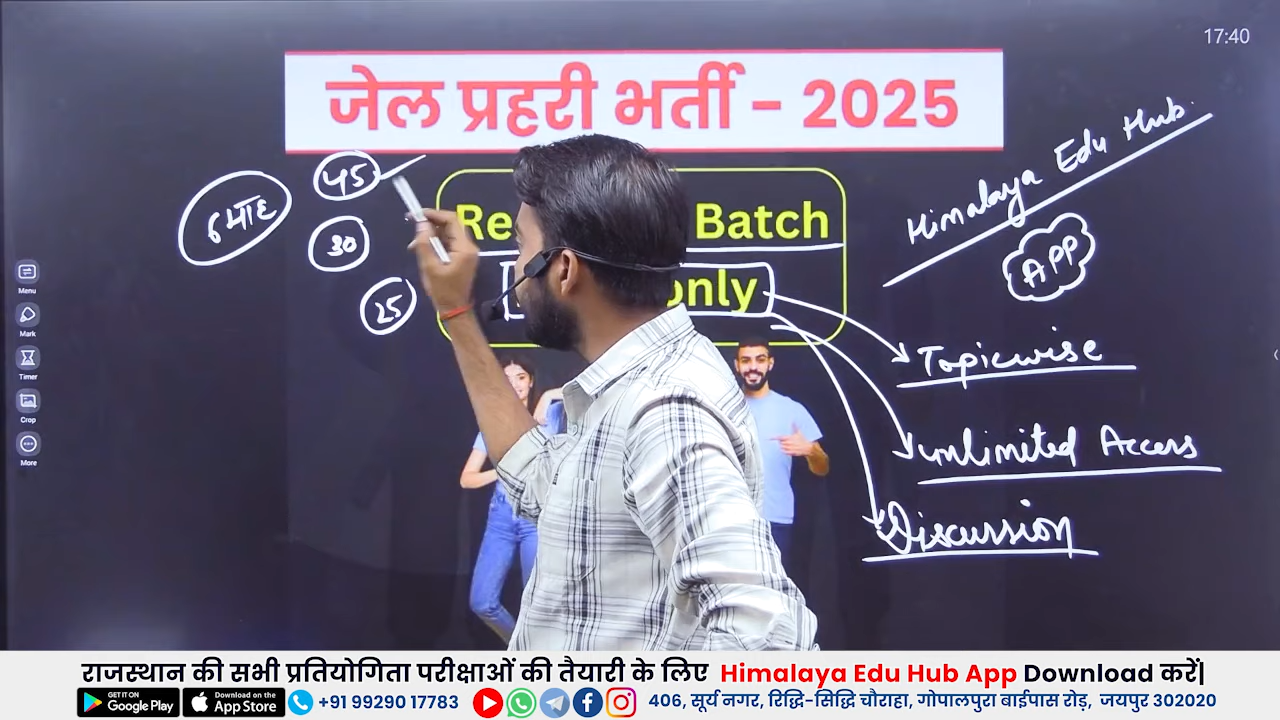 17:40
जेल प्रहरी भर्ती - 2025
Himalaya Edu Hub
APP
6 माह
45
30
25
Re Batch
only
Topicwise
unlimited Access
Discussion
Menu
Mark
Timer
Crop
More
राजस्थान की सभी प्रतियोगिता परीक्षाओं की तैयारी के लिए Himalaya Edu Hub App Download करें|
GET IT ON Google Play Download on the App Store +91 99290 17783 406, सूर्य नगर, रिद्धि-सिद्धि चौराहा, गोपालपुरा बाईपास रोड़, जयपुर 302020